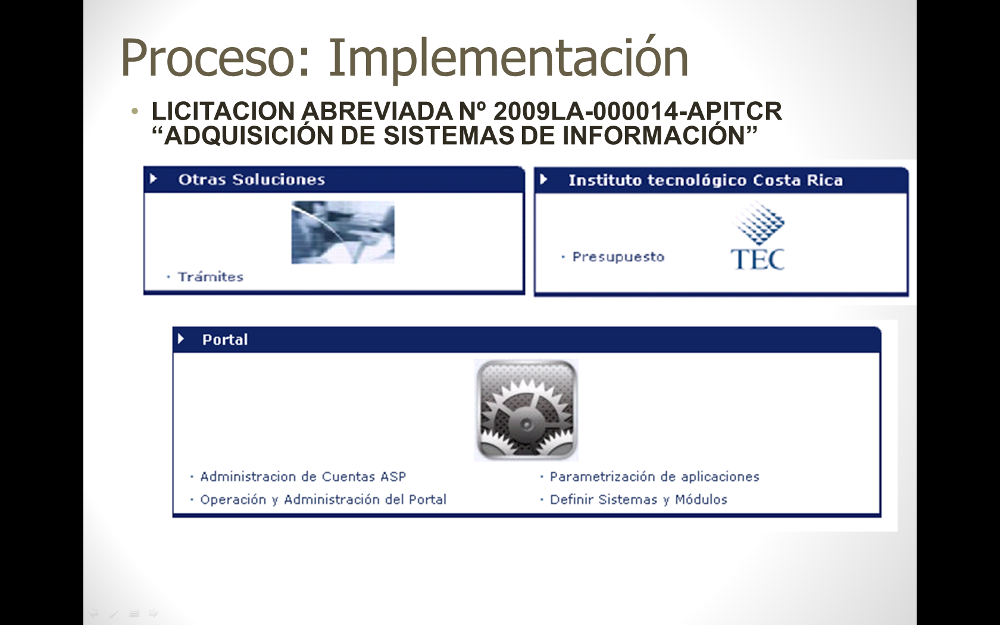 Proceso: Implementación
• LICITACION ABREVIADA Nº 2009LA-000014-APITCR
“ADQUISICIÓN DE SISTEMAS DE INFORMACIÓN”
Otras Soluciones
Trámites
Instituto tecnológico Costa Rica
Presupuesto
TEC
Portal
Administracion de Cuentas ASP
Parametrización de aplicaciones
Operación y Administración del Portal
Definir Sistemas y Módulos